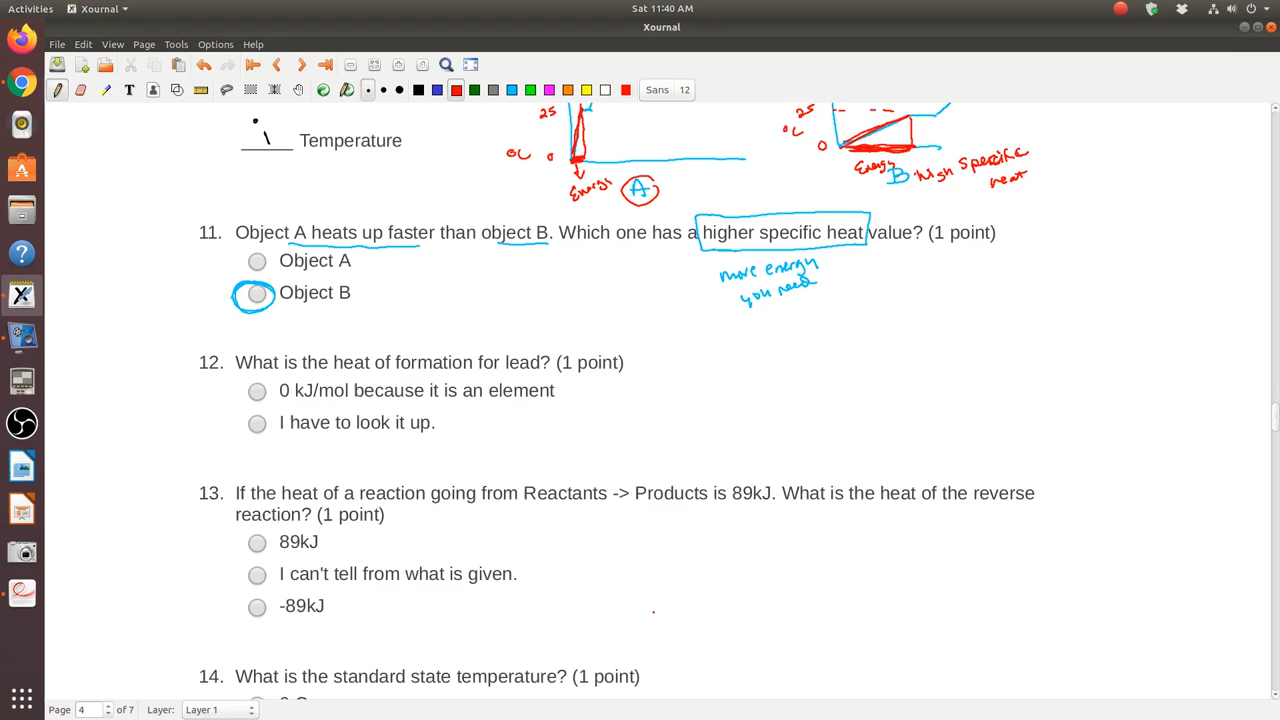 Activities
Xournal
Sat 11:40 AM
Xournal
File Edit View Page Tools Options Help
Sans 12
25
°C 0
Energy
A
25
°C
0
Energy
B high specific heat
Temperature
11. Object A heats up faster than object B. Which one has a higher specific heat value? (1 point)
Object A
Object B
more energy
you need
12. What is the heat of formation for lead? (1 point)
0 kJ/mol because it is an element
I have to look it up.
13. If the heat of a reaction going from Reactants -> Products is 89kJ. What is the heat of the reverse
reaction? (1 point)
89kJ
I can't tell from what is given.
-89kJ
14. What is the standard state temperature? (1 point)
Page 4 of 7 Layer: Layer 1